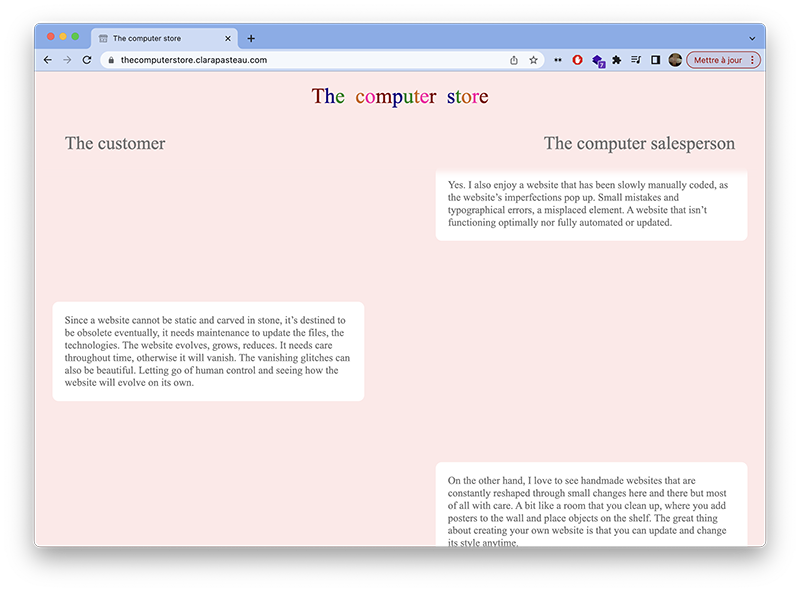 The computer store
thecomputerstore.clarapasteau.com
7
Mettre à jour
The computer store
The customer
The computer salesperson
Yes. I also enjoy a website that has been slowly manually coded, as
the website’s imperfections pop up. Small mistakes and
typographical errors, a misplaced element. A website that isn’t
functioning optimally nor fully automated or updated.
Since a website cannot be static and carved in stone, it’s destined to
be obsolete eventually, it needs maintenance to update the files, the
technologies. The website evolves, grows, reduces. It needs care
throughout time, otherwise it will vanish. The vanishing glitches can
also be beautiful. Letting go of human control and seeing how the
website will evolve on its own.
On the other hand, I love to see handmade websites that are
constantly reshaped through small changes here and there but most
of all with care. A bit like a room that you clean up, where you add
posters to the wall and place objects on the shelf. The great thing
about creating your own website is that you can update and change
its style anytime.